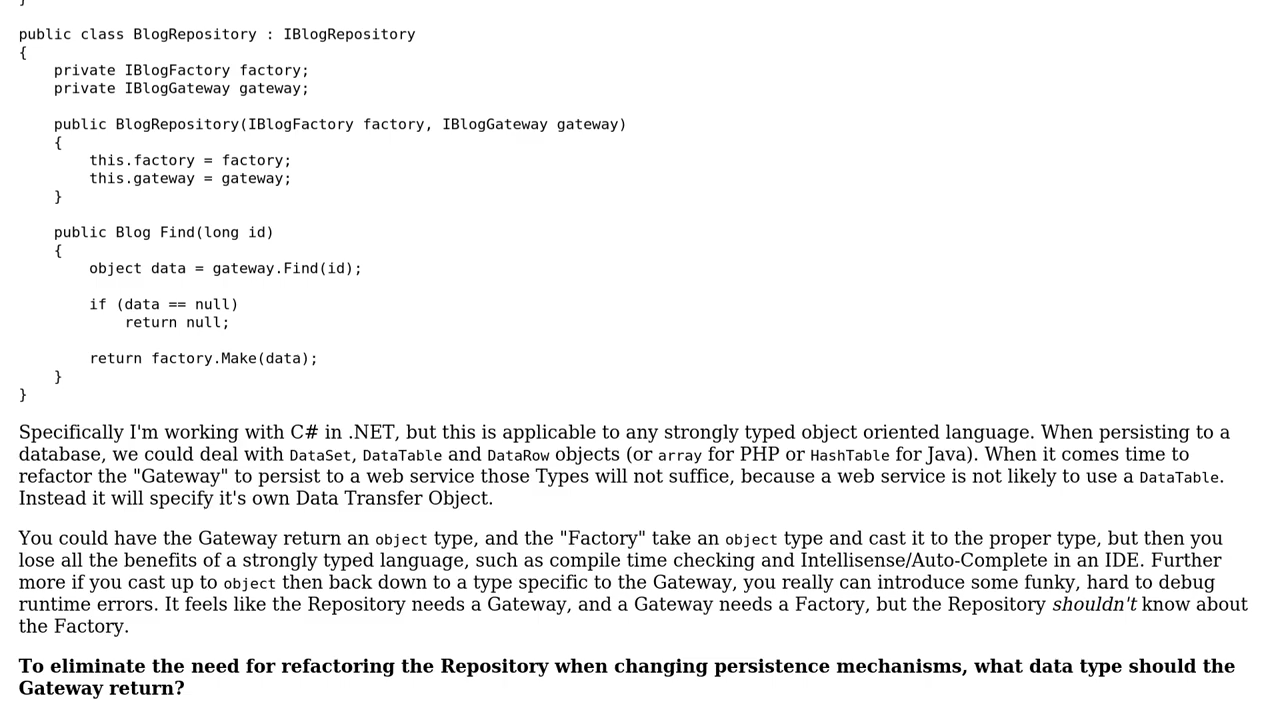 }
public class BlogRepository : IBlogRepository
{
    private IBlogFactory factory;
    private IBlogGateway gateway;
    public BlogRepository(IBlogFactory factory, IBlogGateway gateway)
    {
        this.factory = factory;
        this.gateway = gateway;
    }
    public Blog Find(long id)
    {
        object data = gateway.Find(id);
        if (data == null)
            return null;
        return factory.Make(data);
    }
}
Specifically I'm working with C# in .NET, but this is applicable to any strongly typed object oriented language. When persisting to a
database, we could deal with DataSet, DataTable and DataRow objects (or array for PHP or HashTable for Java). When it comes time to
refactor the "Gateway" to persist to a web service those Types will not suffice, because a web service is not likely to use a DataTable.
Instead it will specify it's own Data Transfer Object.
You could have the Gateway return an object type, and the "Factory" take an object type and cast it to the proper type, but then you
lose all the benefits of a strongly typed language, such as compile time checking and Intellisense/Auto-Complete in an IDE. Further
more if you cast up to object then back down to a type specific to the Gateway, you really can introduce some funky, hard to debug
runtime errors. It feels like the Repository needs a Gateway, and a Gateway needs a Factory, but the Repository shouldn't know about
the Factory.
To eliminate the need for refactoring the Repository when changing persistence mechanisms, what data type should the
Gateway return?